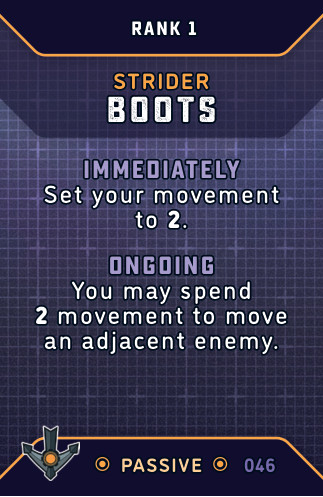 RANK 1
STRIDER
BOOTS
IMMEDIATELY
Set your movement
to 2.
ONGOING
You may spend
2 movement to move
an adjacent enemy.
PASSIVE 046